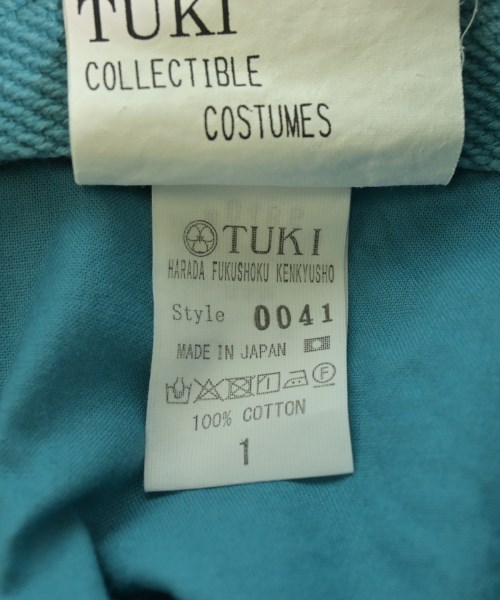 TUKI
COLLECTIBLE
COSTUMES
TUKI
HARADA FUKUSHOKU KENKYUSHO
Style 0041
MADE IN JAPAN
F
100% COTTON
1